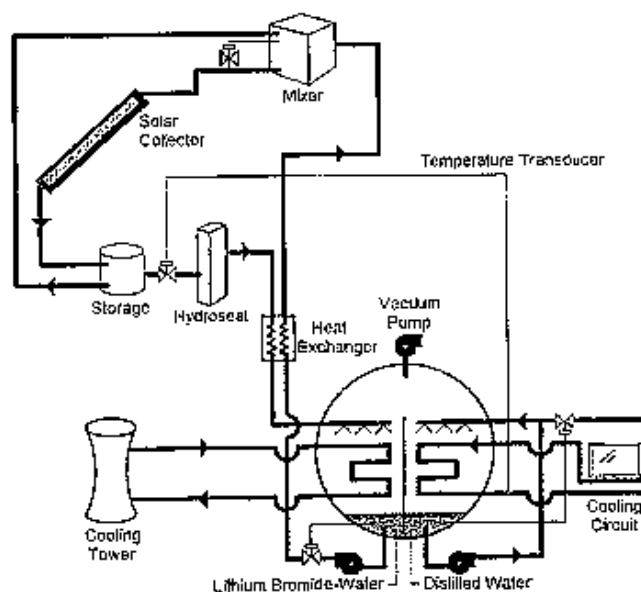 Mixer
Solar
Collector
Temperature Transducer
Storage
Hydroseal
Heat
Exchanger
Vacuum
Pump
Cooling
Tower
Cooling
Circuit
Lithium Bromide-Water
Distilled Water